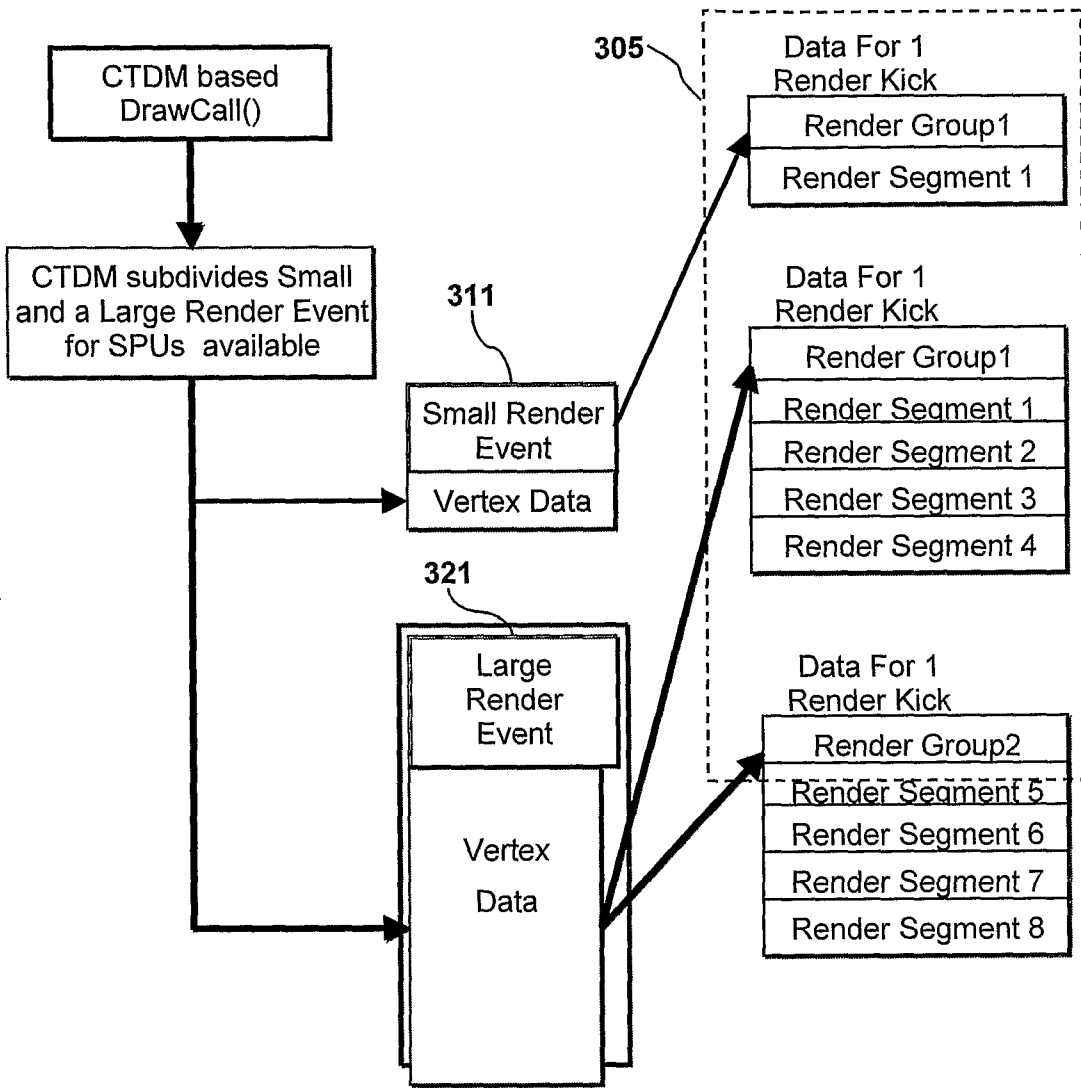 CTDM based
DrawCall()
CTDM subdivides Small
and a Large Render Event
for SPUs available
311
Small Render
Event
Vertex Data
321
Large
Render
Event
Vertex
Data
305
Data For 1
Render Kick
Render Group1
Render Segment 1
Data For 1
Render Kick
Render Group1
Render Segment 1
Render Segment 2
Render Segment 3
Render Segment 4
Data For 1
Render Kick
Render Group2
Render Segment 5
Render Segment 6
Render Segment 7
Render Segment 8